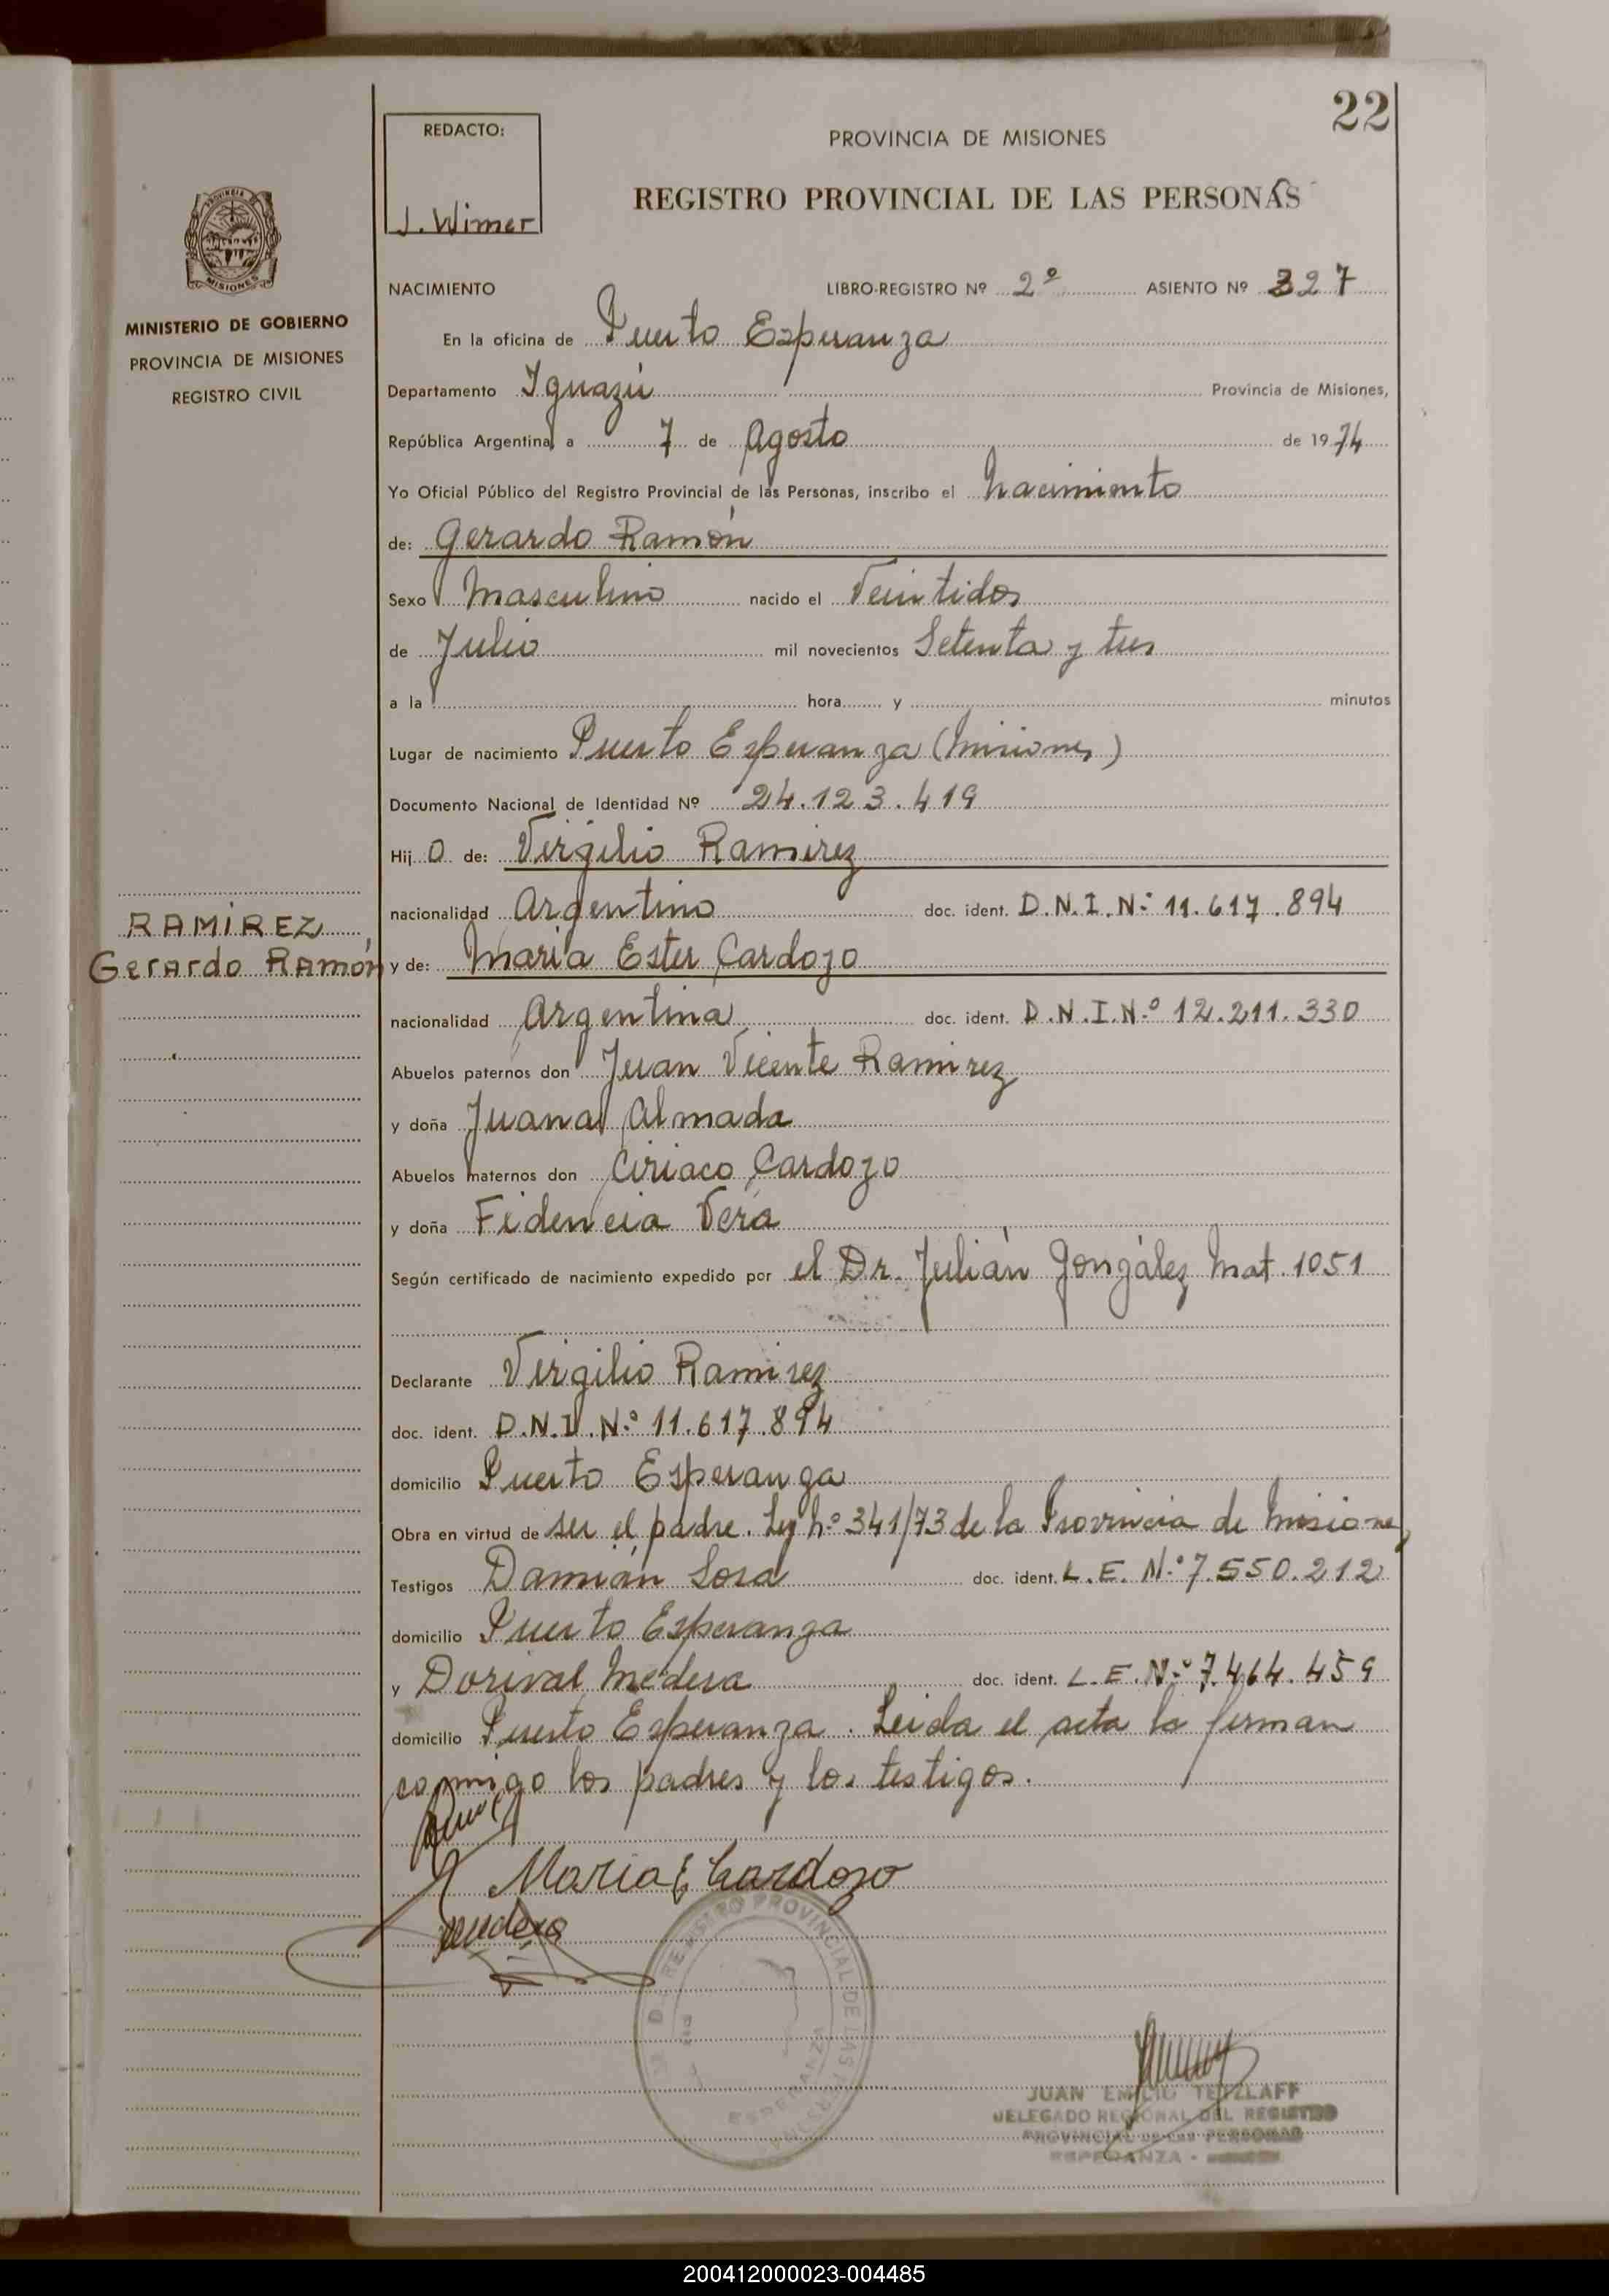 22
REDACTO:
J. Wimer
PROVINCIA DE MISIONES
REGISTRO PROVINCIAL DE LAS PERSONAS
PROVINCIA
MISIONES
MINISTERIO DE GOBIERNO
PROVINCIA DE MISIONES
REGISTRO CIVIL
NACIMIENTO LIBRO-REGISTRO Nº 2º ASIENTO Nº 327
En la oficina de Puerto Esperanza
Departamento Iguazú Provincia de Misiones,
República Argentina, a 7 de Agosto de 1974
Yo Oficial Público del Registro Provincial de las Personas, inscribo el nacimiento
de: Gerardo Ramón
Sexo Masculino nacido el Veintidos
de Julio mil novecientos Setenta y tres
a la hora y minutos
Lugar de nacimiento Puerto Esperanza (Misiones)
Documento Nacional de Identidad Nº 24.123.419
Hijo de: Virgilio Ramirez
nacionalidad Argentino doc. ident. D.N.I. Nº 11.617.894
RAMIREZ
Gerardo Ramón
y de: Maria Ester Cardozo
nacionalidad Argentina doc. ident. D.N.I.N.º 12.211.330
Abuelos paternos don Juan Vicente Ramirez
y doña Juana Almada
Abuelos maternos don Ciriaco Cardozo
y doña Fidencia Vera
Según certificado de nacimiento expedido por el Dr. Julián González Mat. 1051
Declarante Virgilio Ramirez
doc. ident. D.N.I. N.º 11.617.894
domicilio Puerto Esperanza
Obra en virtud de ser el padre. Ley Nº 341/73 de la Provincia de Misiones
Testigos Damián Sosa doc. ident. L.E. Nº 7.550.212
domicilio Puerto Esperanza
y Dorival Medera doc. ident. L.E. Nº 7.464.459
domicilio Puerto Esperanza. Leida el acta la firman
conmigo los padres y los testigos.
Maria E Cardozo
Medera
REGISTRO PROVINCIAL DE LAS PERSONAS
ESPERANZA
JUAN EMILIO TETZLAFF
DELEGADO REGIONAL DEL REGISTRO
PROVINCIAL DE LAS PERSONAS
ESPERANZA -
200412000023-004485